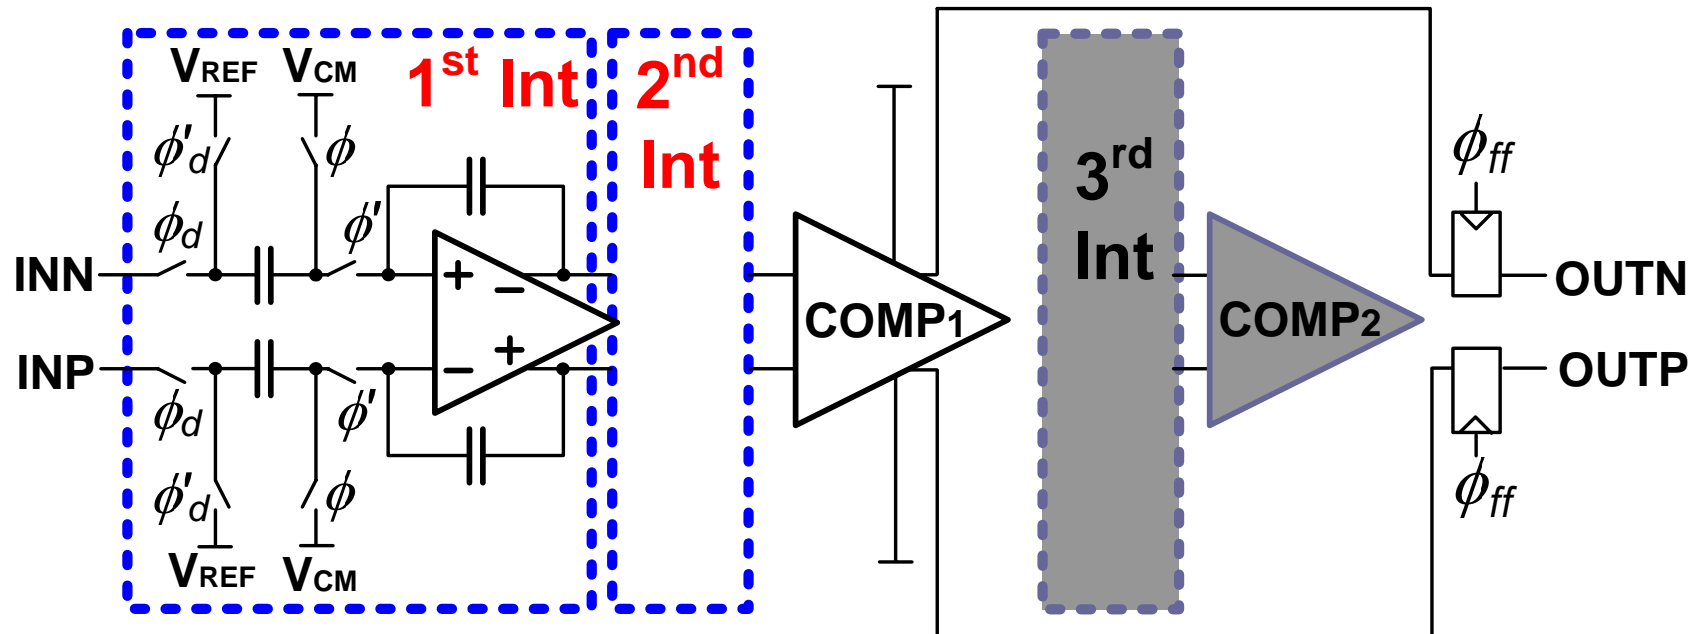 VREF VCM 1st Int 2nd Int
ϕ'd ϕ
ϕd ϕ'
INN + −
COMP1
3rd Int
COMP2
ϕff
OUTN
INP − +
OUTP
ϕd ϕ'
ϕ'd ϕ
ϕff
VREF VCM